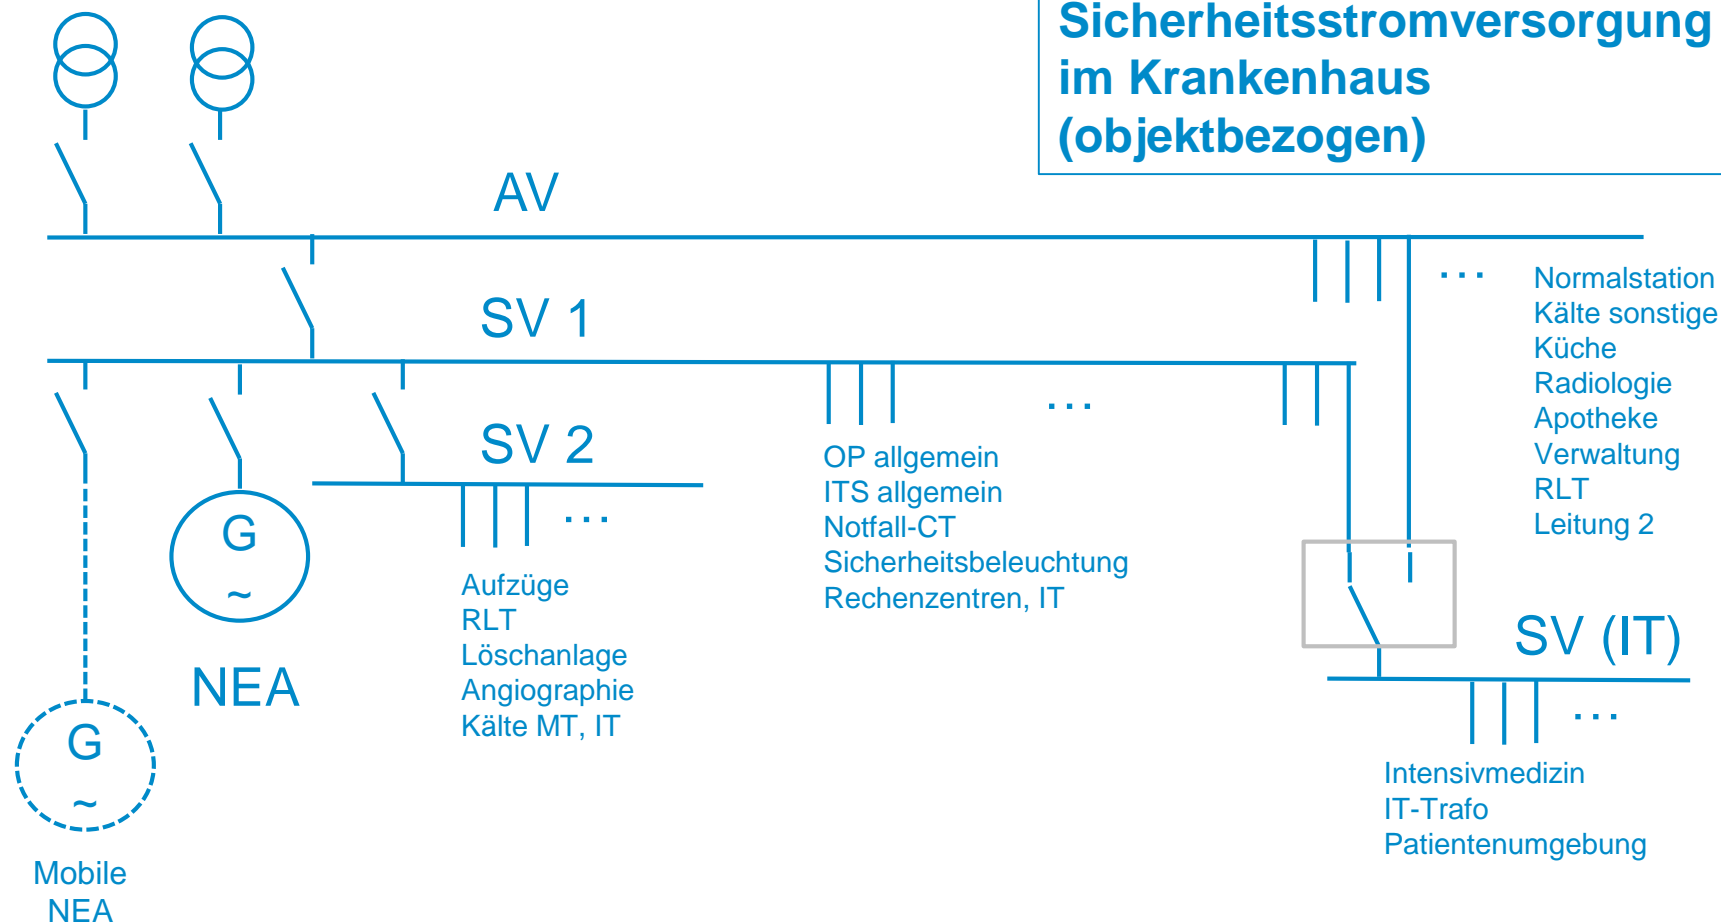 Sicherheitsstromversorgung
im Krankenhaus
(objektbezogen)
AV
SV 1
SV 2
...
Normalstation
Kälte sonstige
Küche
Radiologie
Apotheke
Verwaltung
RLT
Leitung 2
...
OP allgemein
ITS allgemein
Notfall-CT
Sicherheitsbeleuchtung
Rechenzentren, IT
...
Aufzüge
RLT
Löschanlage
Angiographie
Kälte MT, IT
G
~
NEA
G
~
Mobile
NEA
SV (IT)
...
Intensivmedizin
IT-Trafo
Patientenumgebung